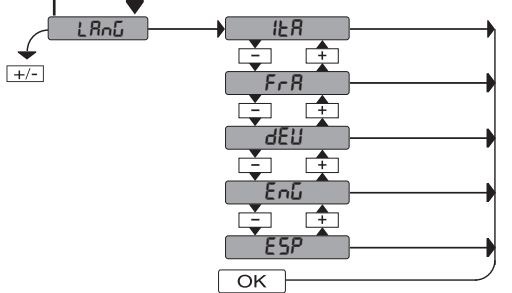 LAnG
ItA
- +
+/-
FrA
- +
dEU
- +
EnG
- +
ESP
OK